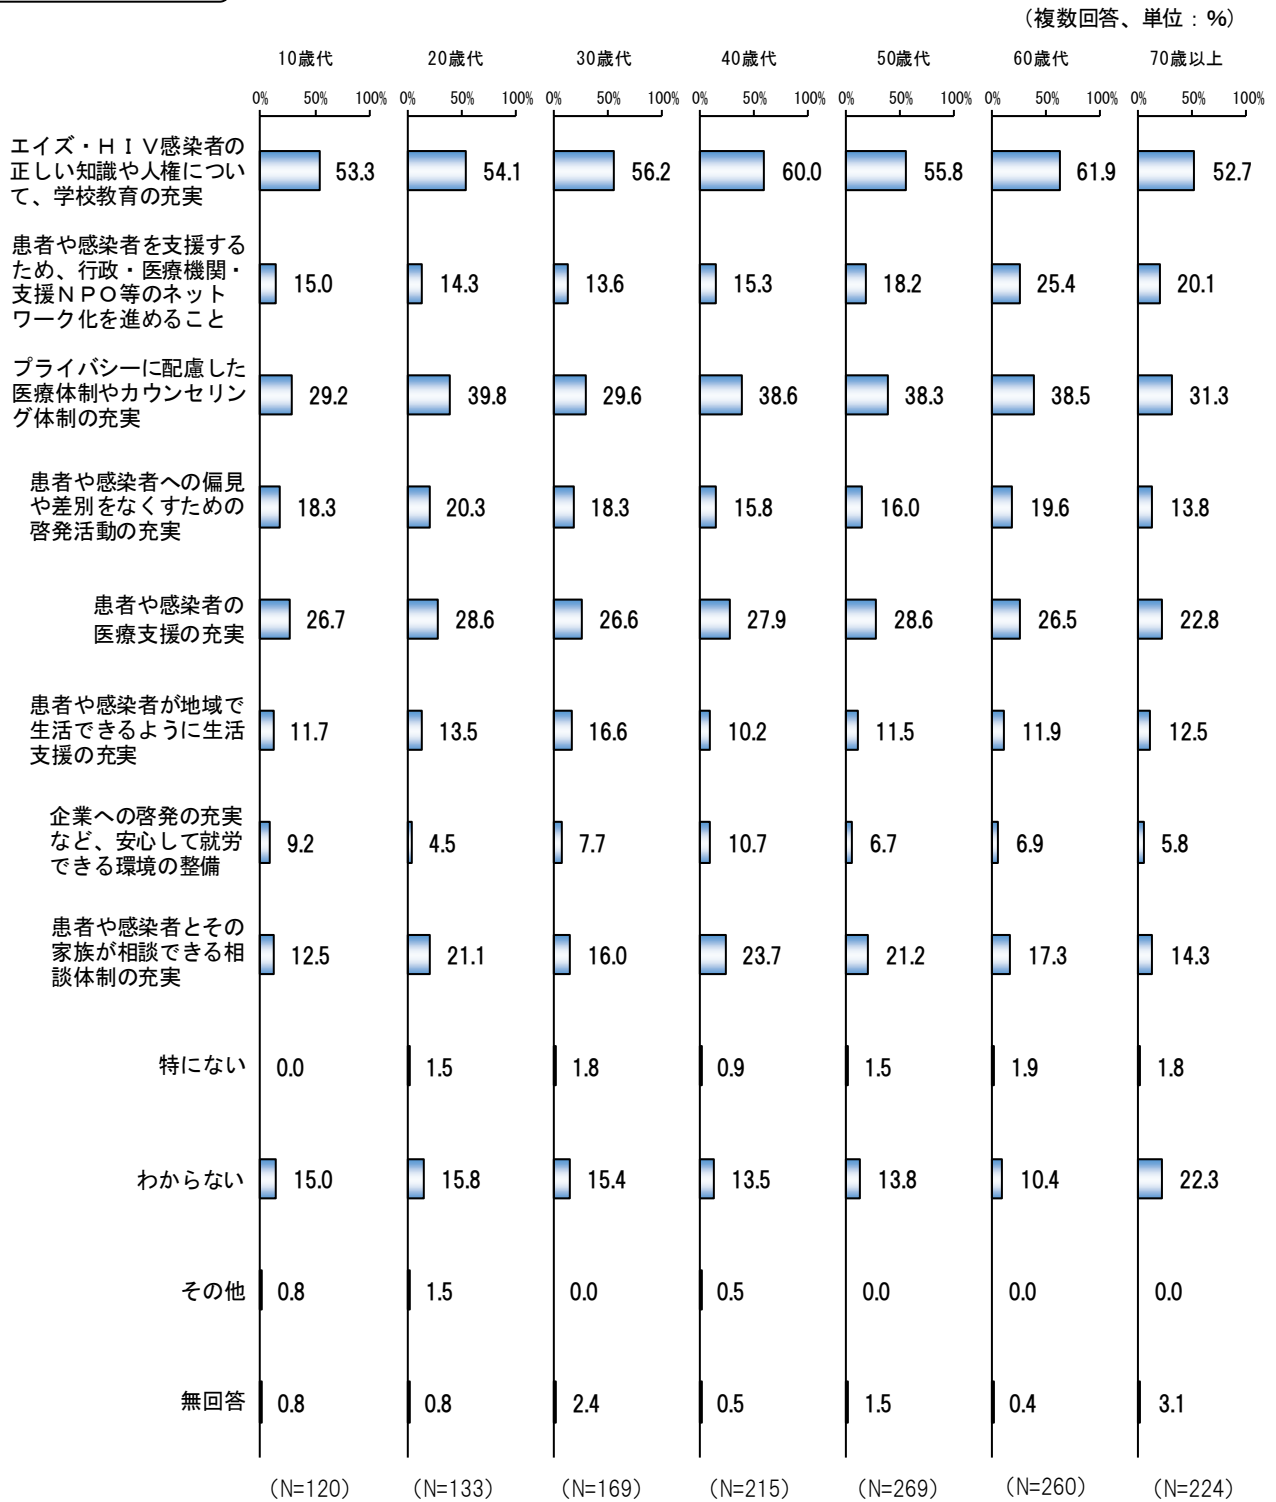 （複数回答、単位：％）
10歳代 20歳代 30歳代 40歳代 50歳代 60歳代 70歳以上
0% 50% 100% 0% 50% 100% 0% 50% 100% 0% 50% 100% 0% 50% 100% 0% 50% 100% 0% 50% 100%
エイズ・ＨＩＶ感染者の
正しい知識や人権につい
て、学校教育の充実
53.3 54.1 56.2 60.0 55.8 61.9 52.7
患者や感染者を支援する
ため、行政・医療機関・
支援ＮＰＯ等のネット
ワーク化を進めること
15.0 14.3 13.6 15.3 18.2 25.4 20.1
プライバシーに配慮した
医療体制やカウンセリン
グ体制の充実
29.2 39.8 29.6 38.6 38.3 38.5 31.3
患者や感染者への偏見
や差別をなくすための
啓発活動の充実
18.3 20.3 18.3 15.8 16.0 19.6 13.8
患者や感染者の
医療支援の充実
26.7 28.6 26.6 27.9 28.6 26.5 22.8
患者や感染者が地域で
生活できるように生活
支援の充実
11.7 13.5 16.6 10.2 11.5 11.9 12.5
企業への啓発の充実
など、安心して就労
できる環境の整備
9.2 4.5 7.7 10.7 6.7 6.9 5.8
患者や感染者とその
家族が相談できる相
談体制の充実
12.5 21.1 16.0 23.7 21.2 17.3 14.3
特にない
0.0 1.5 1.8 0.9 1.5 1.9 1.8
わからない
15.0 15.8 15.4 13.5 13.8 10.4 22.3
その他
0.8 1.5 0.0 0.5 0.0 0.0 0.0
無回答
0.8 0.8 2.4 0.5 1.5 0.4 3.1
（N=120） （N=133） （N=169） （N=215） （N=269） （N=260） （N=224）